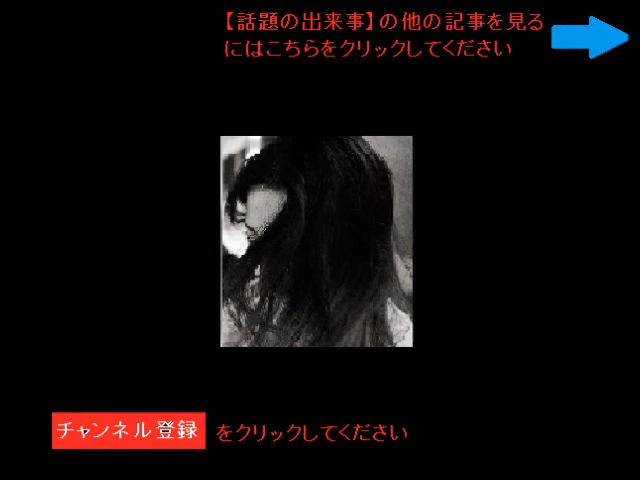 【話題の出来事】の他の記事を見る
にはこちらをクリックしてください
チャンネル登録 をクリックしてください